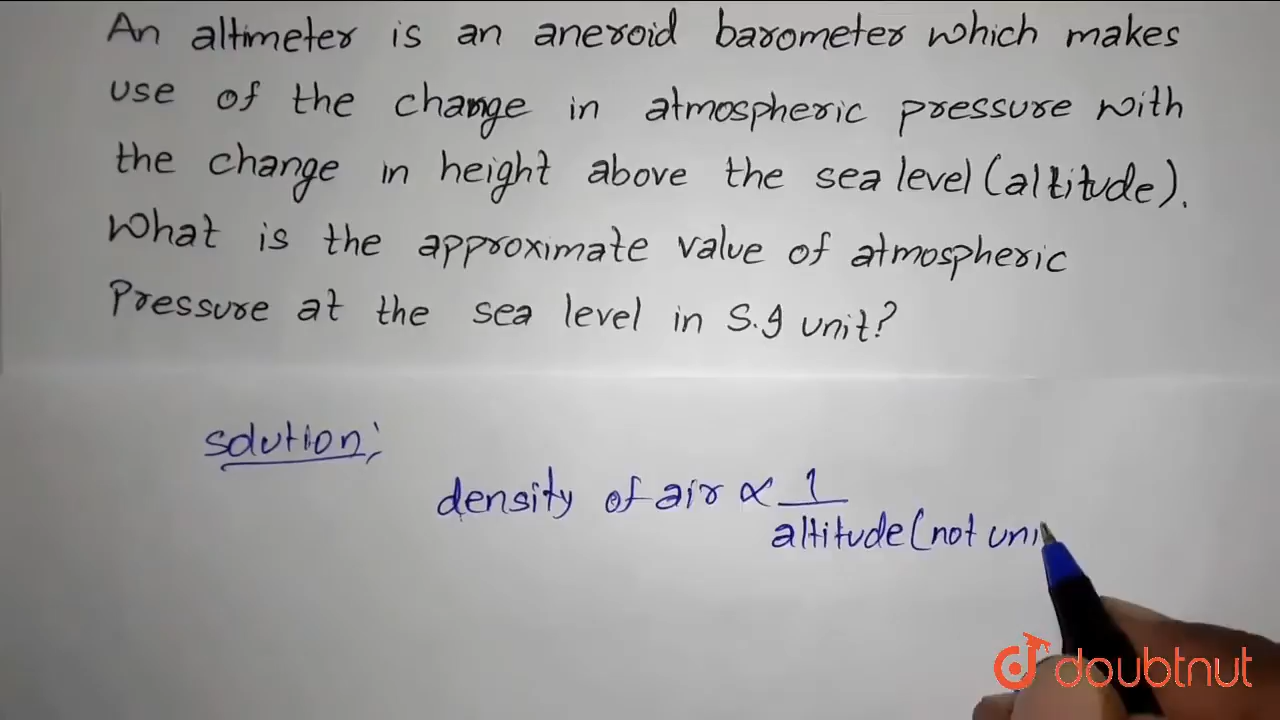 An altimeter is an aneroid barometer which makes
use of the change in atmospheric pressure with
the change in height above the sea level (altitude).
What is the approximate value of atmospheric
Pressure at the sea level in S.I unit?
Solution;
density of air ∝ 1
altitude (not uni
doubtnut